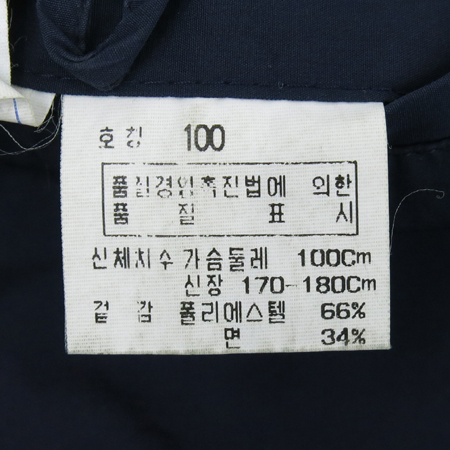 호칭 100
품질경영촉진법에 의한
품질표시
신체치수 가슴둘레 100Cm
신장 170-180Cm
겉감 폴리에스텔 66%
면 34%